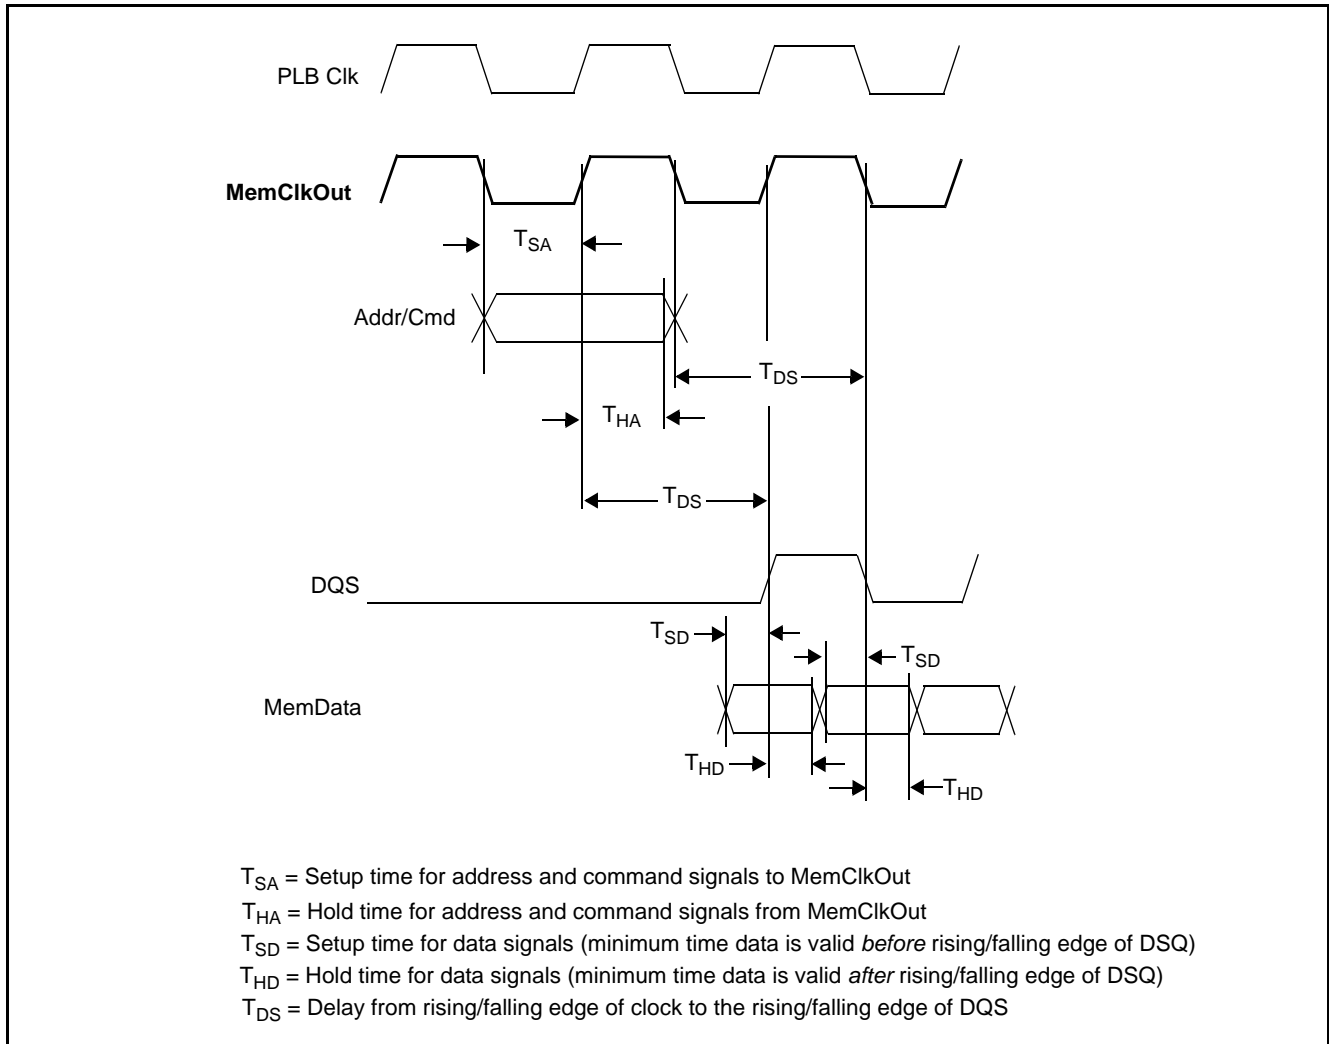 PLB Clk
MemClkOut
TSA
Addr/Cmd
TDS
THA
TDS
DQS
TSD
TSD
MemData
THD
THD
TSA = Setup time for address and command signals to MemClkOut
THA = Hold time for address and command signals from MemClkOut
TSD = Setup time for data signals (minimum time data is valid before rising/falling edge of DSQ)
THD = Hold time for data signals (minimum time data is valid after rising/falling edge of DSQ)
TDS = Delay from rising/falling edge of clock to the rising/falling edge of DQS